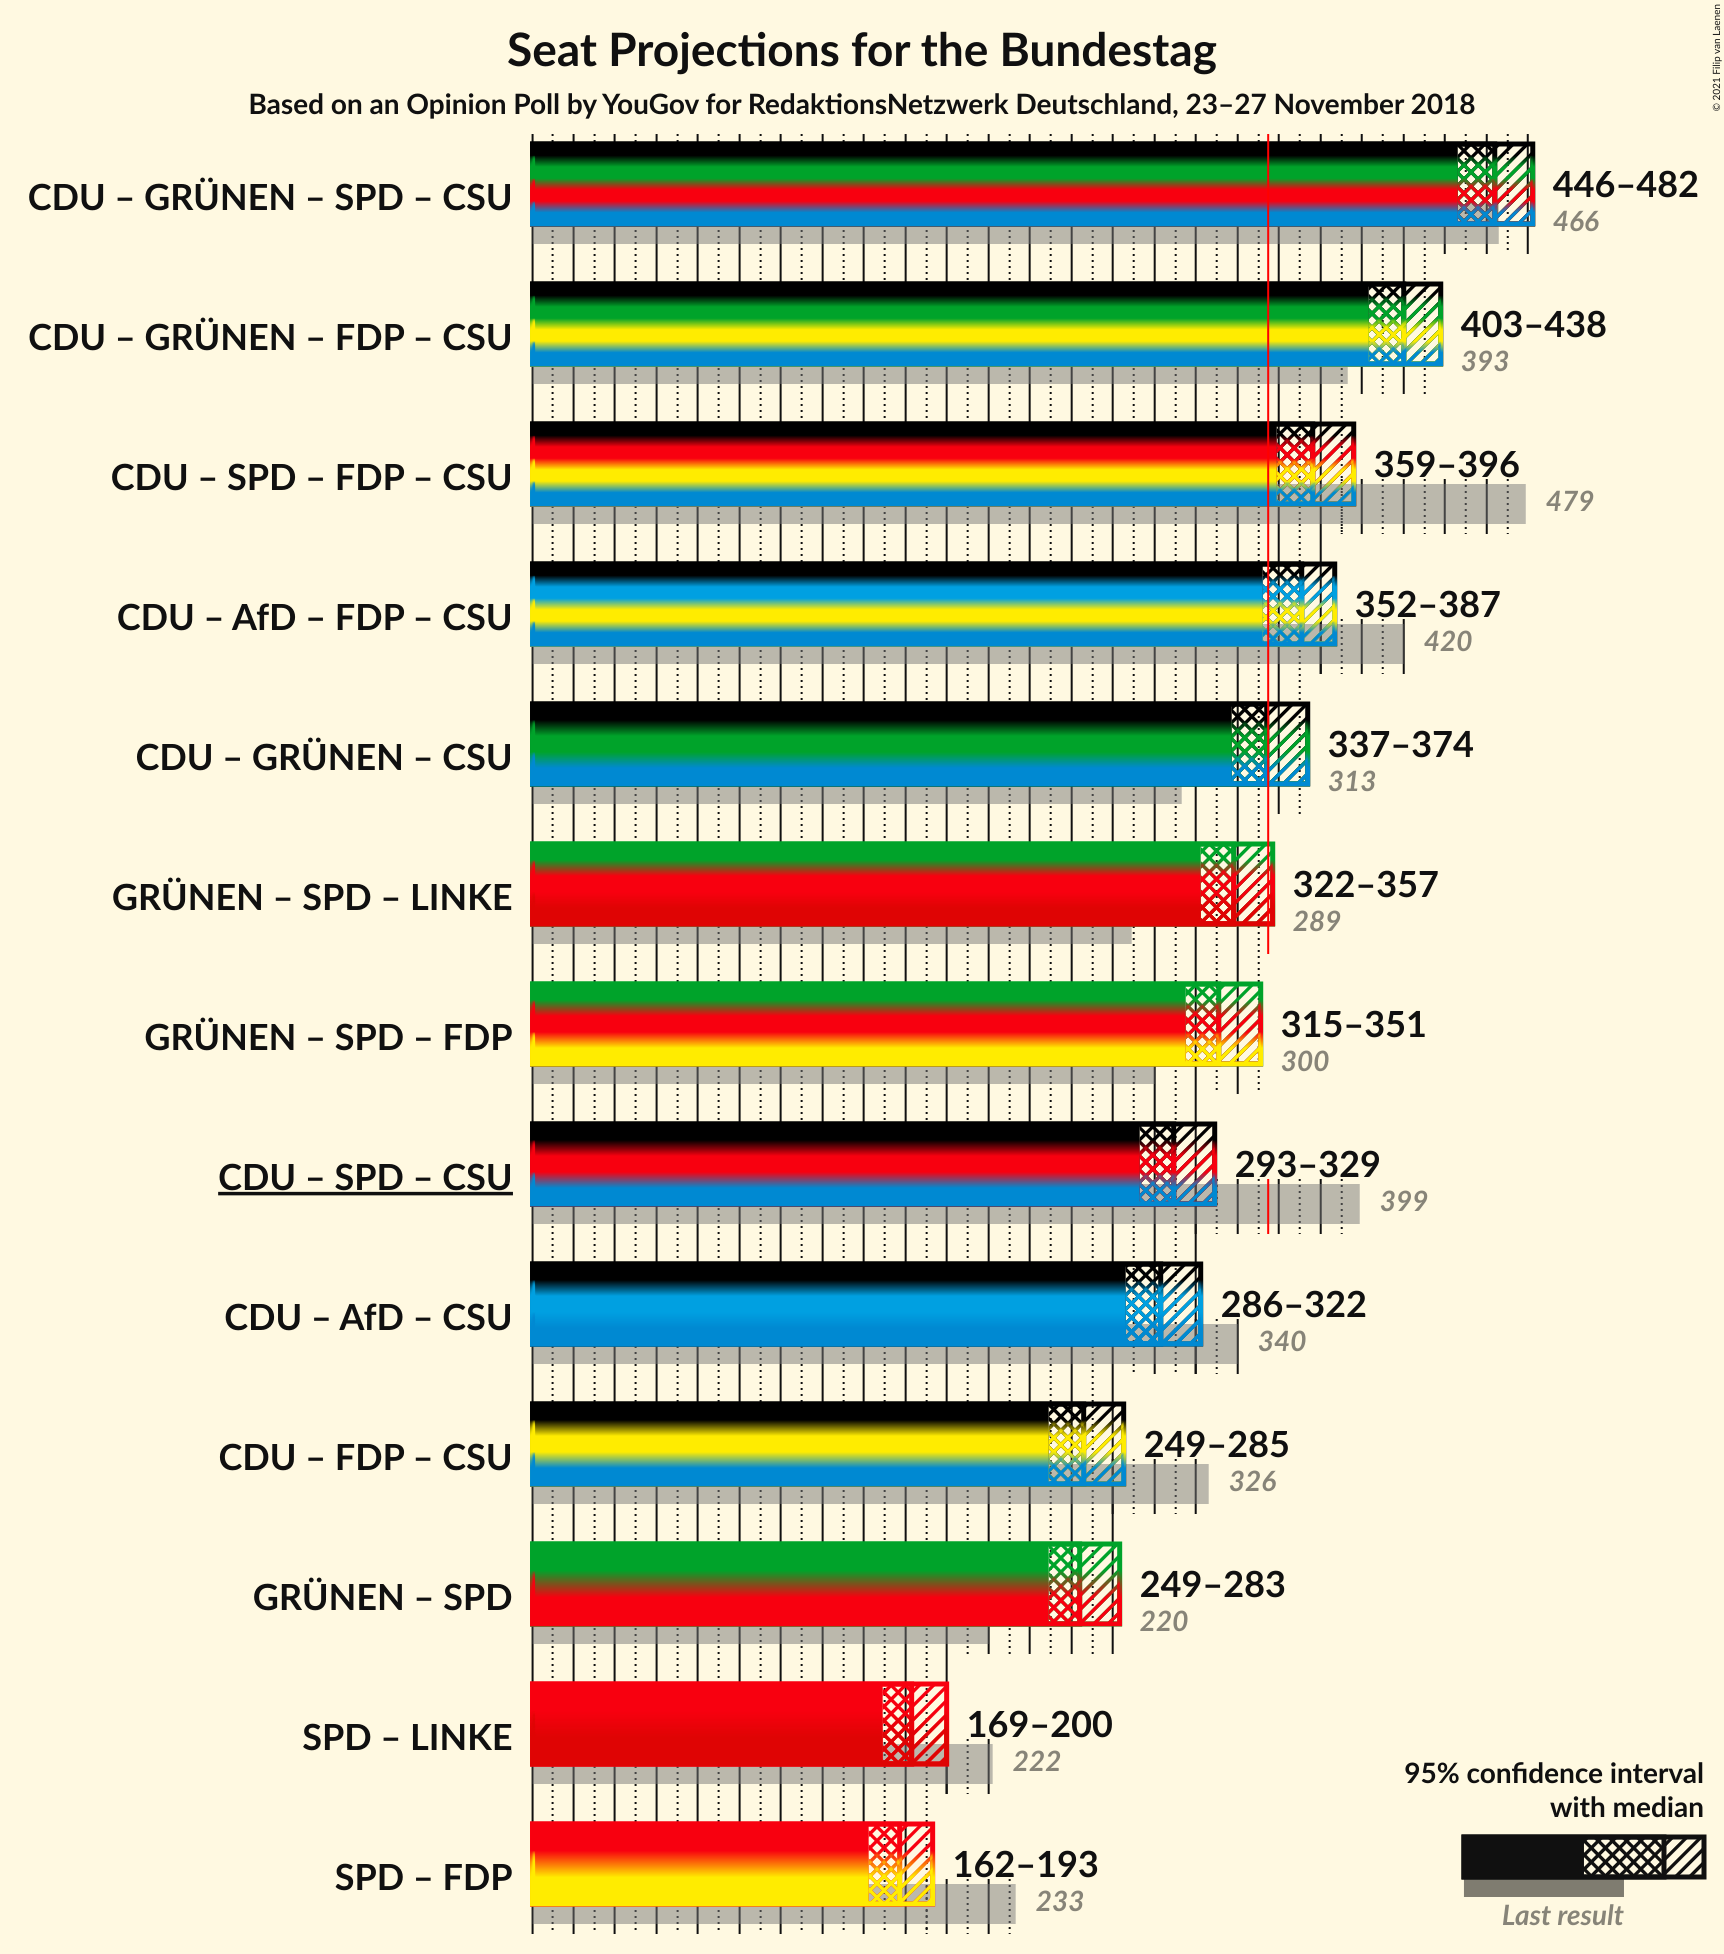 Seat Projections for the Bundestag
Based on an Opinion Poll by YouGov for RedaktionsNetzwerk Deutschland, 23–27 November 2018
© 2021 Filip van Laenen
CDU – GRÜNEN – SPD – CSU
446–482
466
CDU – GRÜNEN – FDP – CSU
403–438
393
CDU – SPD – FDP – CSU
359–396
479
CDU – AfD – FDP – CSU
352–387
420
CDU – GRÜNEN – CSU
337–374
313
GRÜNEN – SPD – LINKE
322–357
289
GRÜNEN – SPD – FDP
315–351
300
CDU – SPD – CSU
293–329
399
CDU – AfD – CSU
286–322
340
CDU – FDP – CSU
249–285
326
GRÜNEN – SPD
249–283
220
SPD – LINKE
169–200
222
SPD – FDP
162–193
233
95% confidence interval
with median
Last result